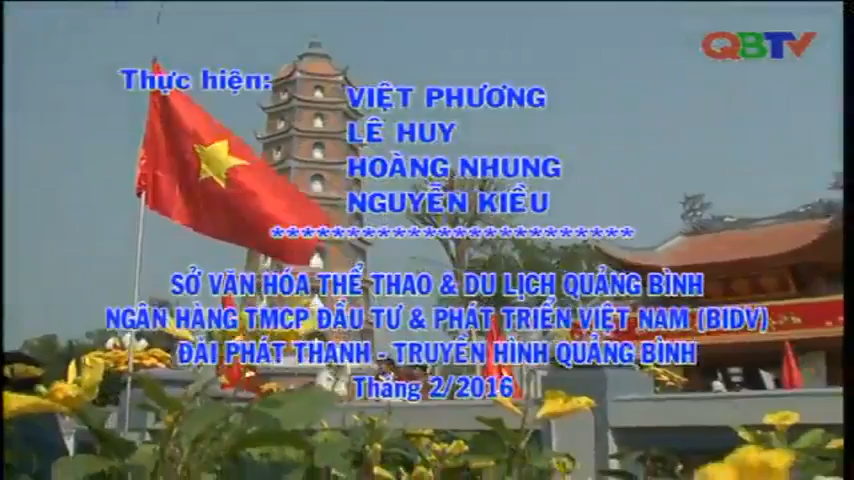 QBTV
Thực hiện:
VIỆT PHƯƠNG
LÊ HUY
HOÀNG NHUNG
NGUYỄN KIỀU
************************
SỞ VĂN HÓA THỂ THAO & DU LỊCH QUẢNG BÌNH
NGÂN HÀNG TMCP ĐẦU TƯ & PHÁT TRIỂN VIỆT NAM (BIDV)
ĐÀI PHÁT THANH - TRUYỀN HÌNH QUẢNG BÌNH
Tháng 2/2016